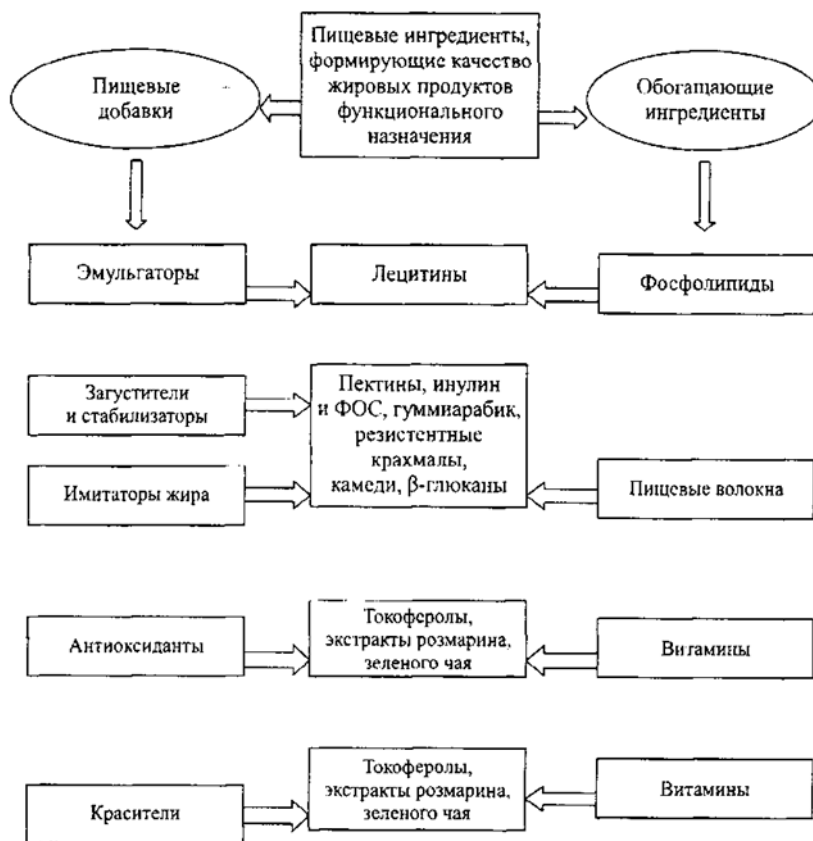 Пищевые ингредиенты,
формирующие качество
жировых продуктов
функционального
назначения
Пищевые
добавки
Обогащающие
ингредиенты
Эмульгаторы
Лецитины
Фосфолипиды
Загустители
и стабилизаторы
Пектины, инулин
и ФОС, гуммиарабик,
резистентные
крахмалы,
камеди, β-глюканы
Имитаторы жира
Пищевые волокна
Антиоксиданты
Токоферолы,
экстракты розмарина,
зеленого чая
Витамины
Красители
Токоферолы,
экстракты розмарина,
зеленого чая
Витамины